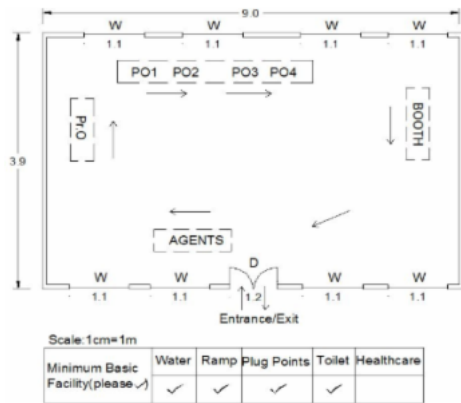 9.0
W W W W
1.1 1.1 1.1 1.1
PO1 PO2 PO3 PO4
Pr.O
BOOTH
3.9
AGENTS
D
W W W W
1.1 1.1 1.2 1.1 1.1
Entrance/Exit
Scale:1cm=1m
Minimum Basic Facility(please ✓) Water Ramp Plug Points Toilet Healthcare
✓ ✓ ✓ ✓